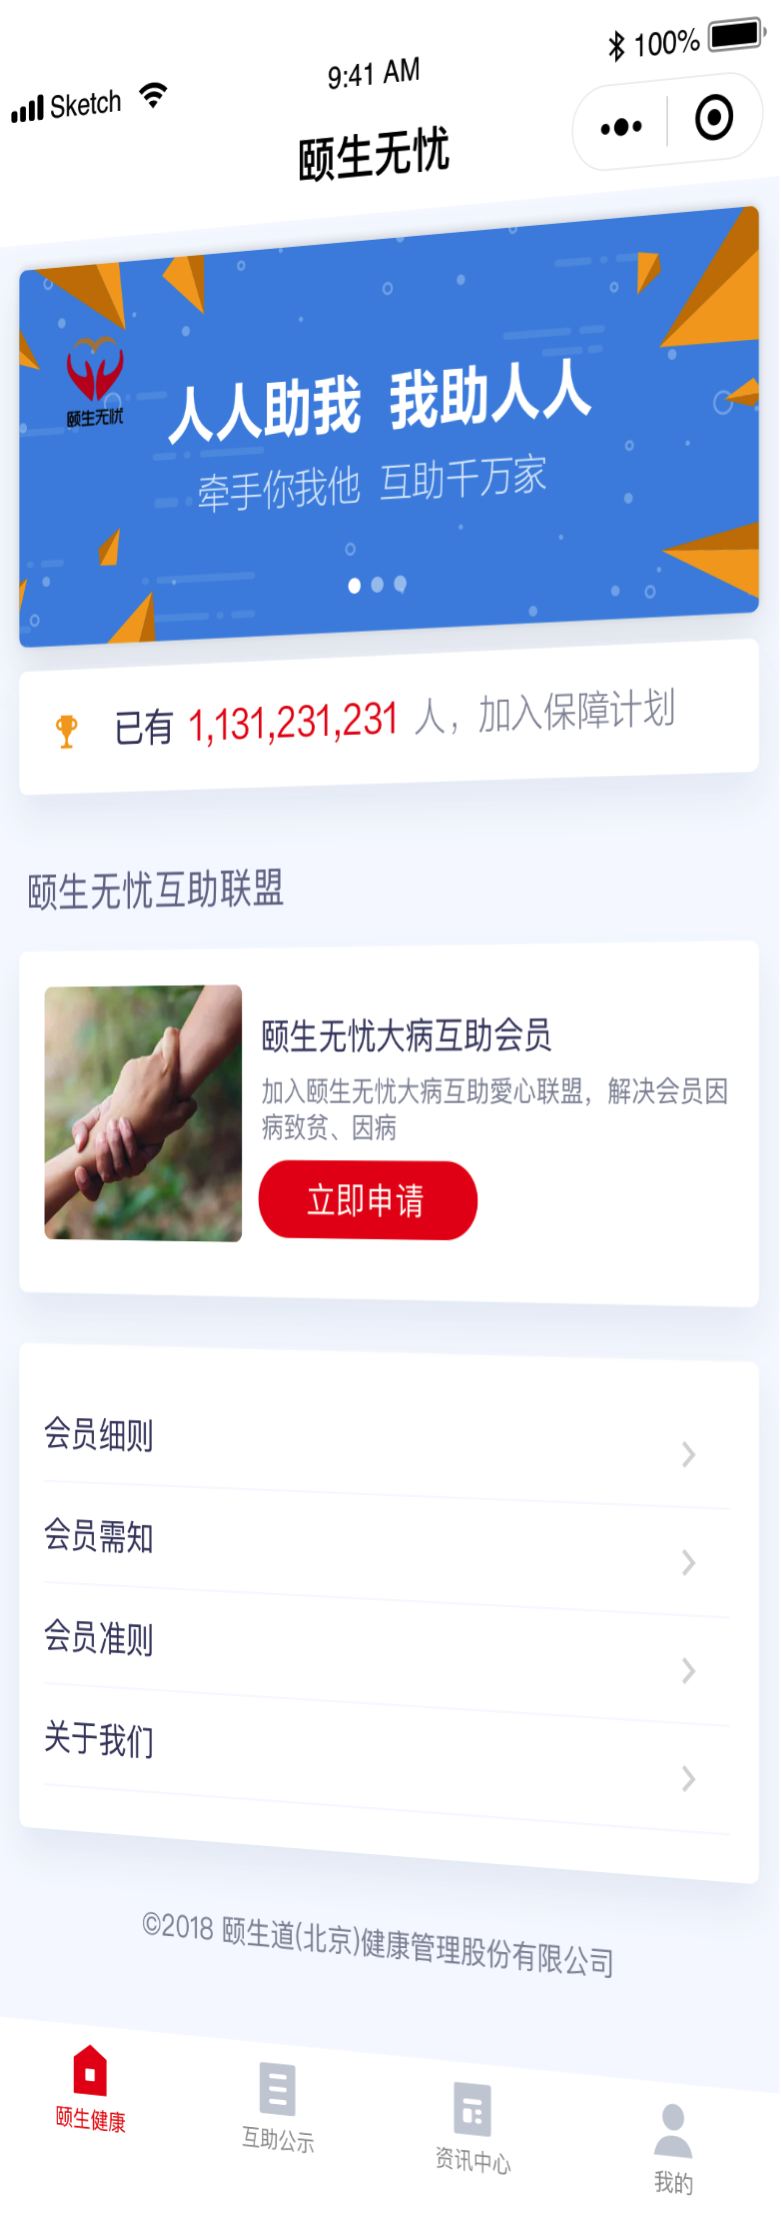 Sketch
9:41 AM
100%
颐生无忧
颐生无忧
人人助我 我助人人
牵手你我他 互助千万家
已有 1,131,231,231 人，加入保障计划
颐生无忧互助联盟
颐生无忧大病互助会员
加入颐生无忧大病互助愛心联盟，解决会员因
病致贫、因病
立即申请
会员细则
会员需知
会员准则
关于我们
©2018 颐生道(北京)健康管理股份有限公司
颐生健康
互助公示
资讯中心
我的